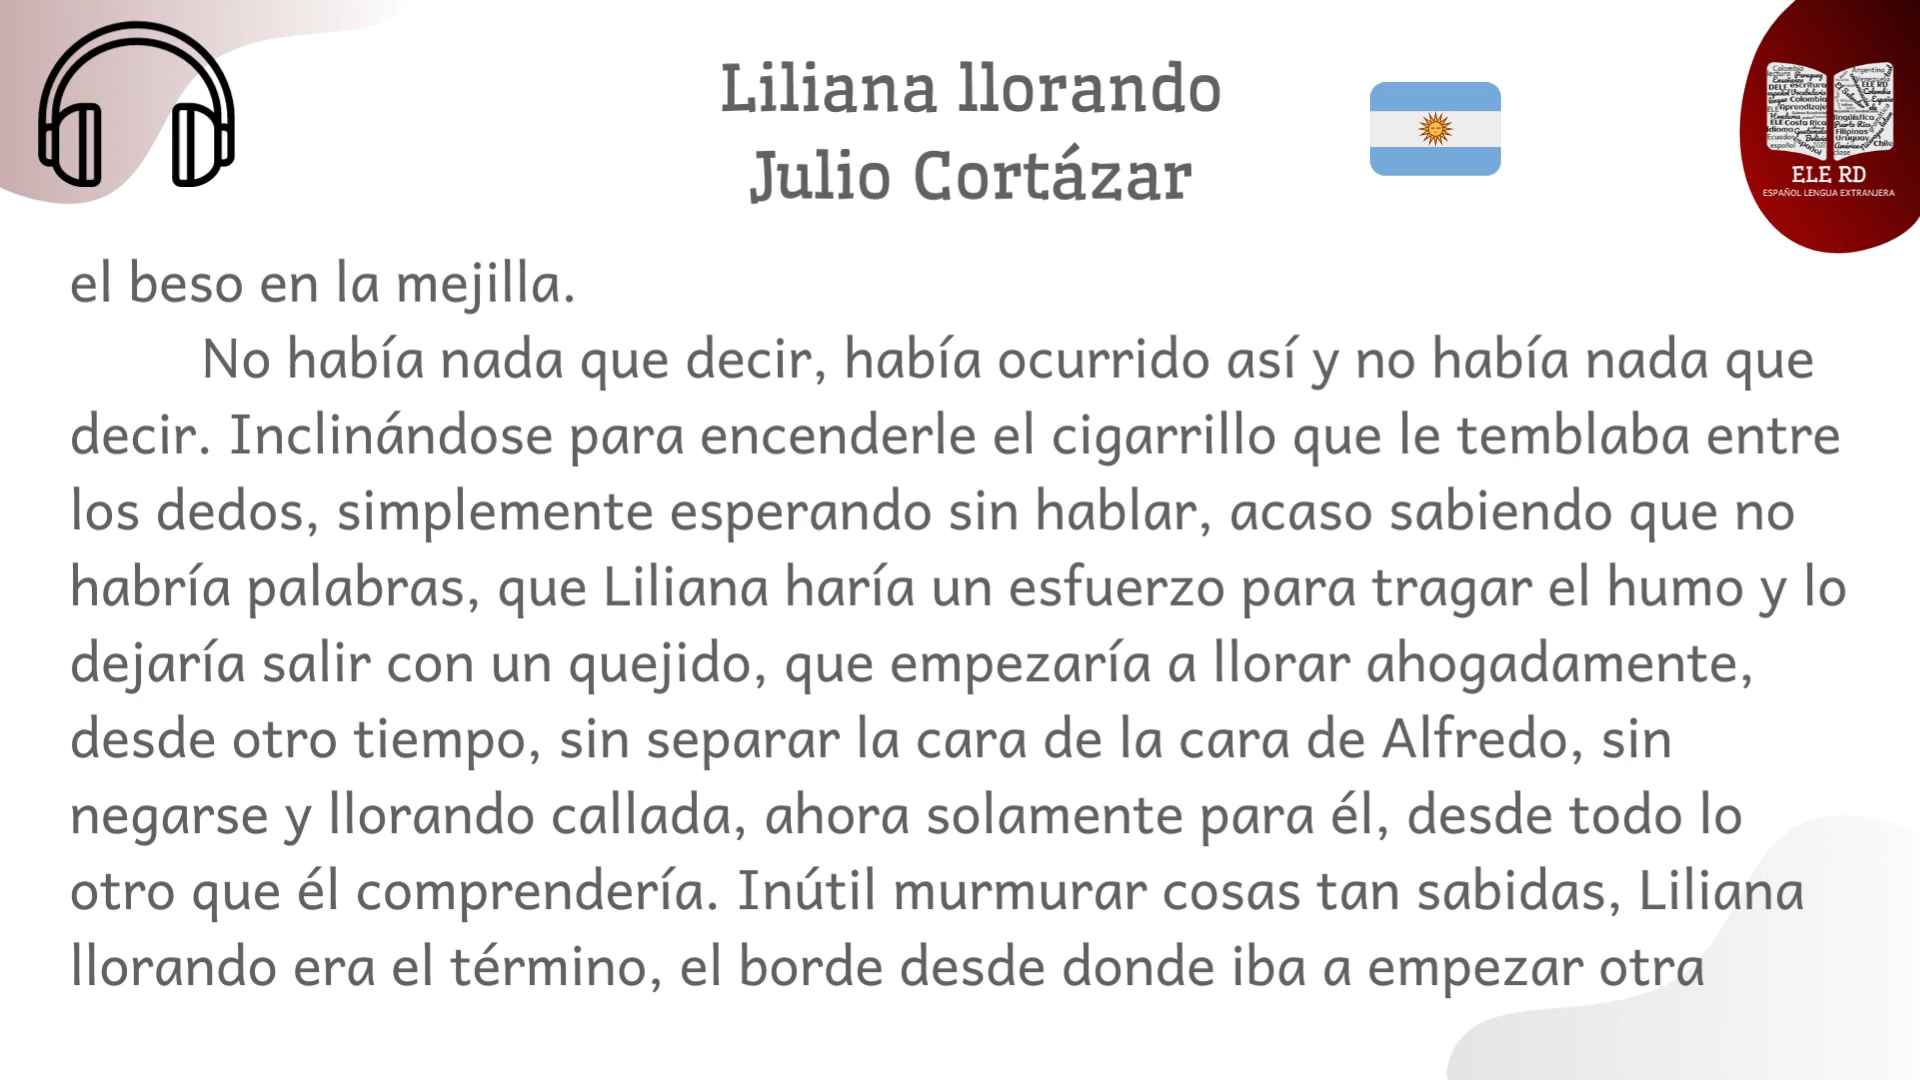 Liliana llorando
Julio Cortázar
ELE RD
ESPAÑOL LENGUA EXTRANJERA
el beso en la mejilla.
No había nada que decir, había ocurrido así y no había nada que
decir. Inclinándose para encenderle el cigarrillo que le temblaba entre
los dedos, simplemente esperando sin hablar, acaso sabiendo que no
habría palabras, que Liliana haría un esfuerzo para tragar el humo y lo
dejaría salir con un quejido, que empezaría a llorar ahogadamente,
desde otro tiempo, sin separar la cara de la cara de Alfredo, sin
negarse y llorando callada, ahora solamente para él, desde todo lo
otro que él comprendería. Inútil murmurar cosas tan sabidas, Liliana
llorando era el término, el borde desde donde iba a empezar otra